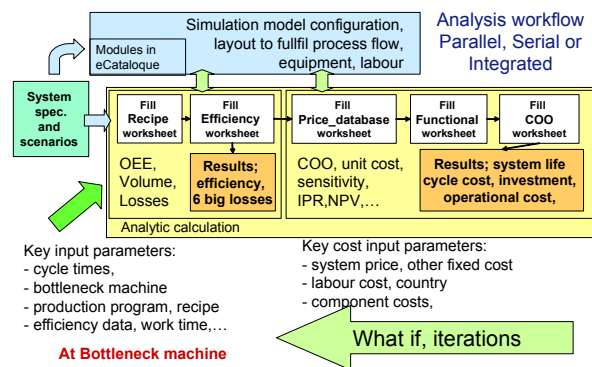 Simulation model configuration,
layout to fullfil process flow,
equipment, labour
Analysis workflow
Parallel, Serial or
Integrated
Modules in
eCataloque
System
spec.
and
scenarios
Fill
Recipe
worksheet
Fill
Efficiency
worksheet
Fill
Price_database
worksheet
Fill
Functional
worksheet
Fill
COO
worksheet
OEE,
Volume,
Losses
Results;
efficiency,
6 big losses
COO, unit cost,
sensitivity,
IPR,NPV,...
Results; system life
cycle cost, investment,
operational cost,
Analytic calculation
Key input parameters:
- cycle times,
- bottleneck machine
- production program, recipe
- efficiency data, work time,...
At Bottleneck machine
Key cost input parameters:
- system price, other fixed cost
- labour cost, country
- component costs,
What if, iterations